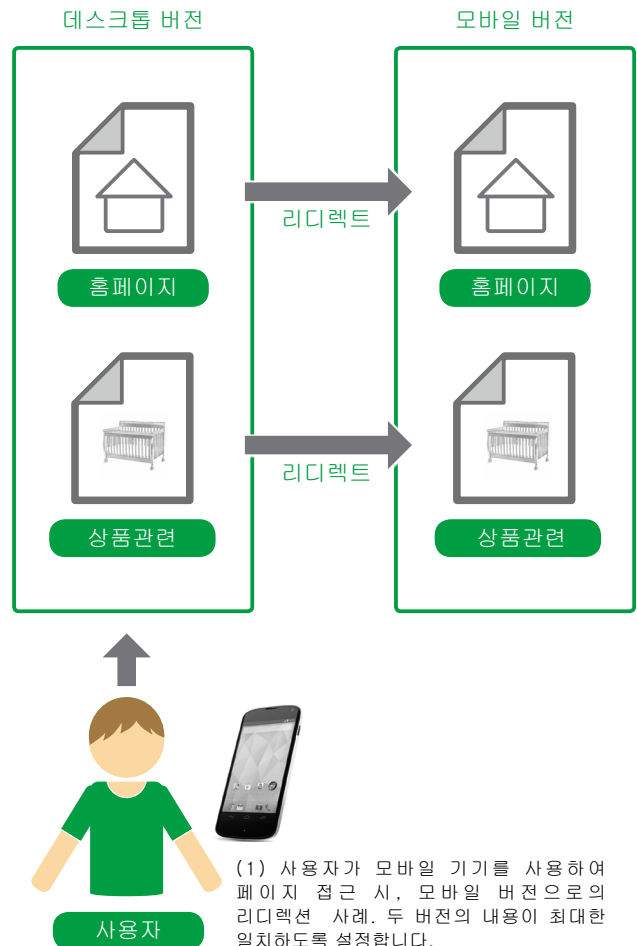 데스크톱 버전
모바일 버전
리디렉트
홈페이지
홈페이지
리디렉트
상품관련
상품관련
사용자
(1) 사용자가 모바일 기기를 사용하여
페이지 접근 시, 모바일 버전으로의
리디렉션 사례. 두 버전의 내용이 최대한
일치하도록 설정합니다.